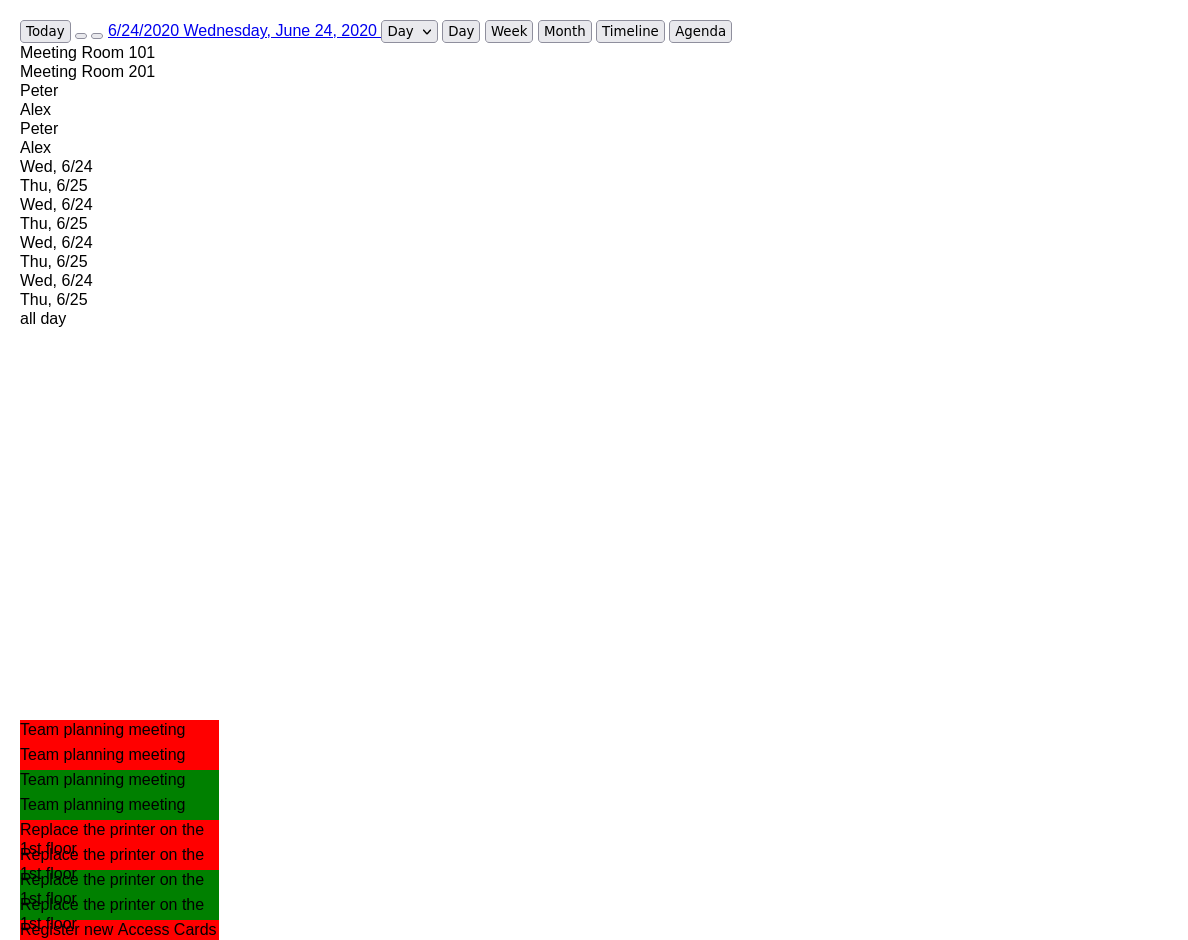 Today 6/24/2020 Wednesday, June 24, 2020 Day Day Week Month Timeline Agenda
Meeting Room 101
Meeting Room 201
Peter
Alex
Peter
Alex
Wed, 6/24
Thu, 6/25
Wed, 6/24
Thu, 6/25
Wed, 6/24
Thu, 6/25
Wed, 6/24
Thu, 6/25
all day
Team planning meeting
Team planning meeting
Team planning meeting
Team planning meeting
Replace the printer on the
1st floor
Replace the printer on the
1st floor
Replace the printer on the
1st floor
Replace the printer on the
1st floor
Register new Access Cards